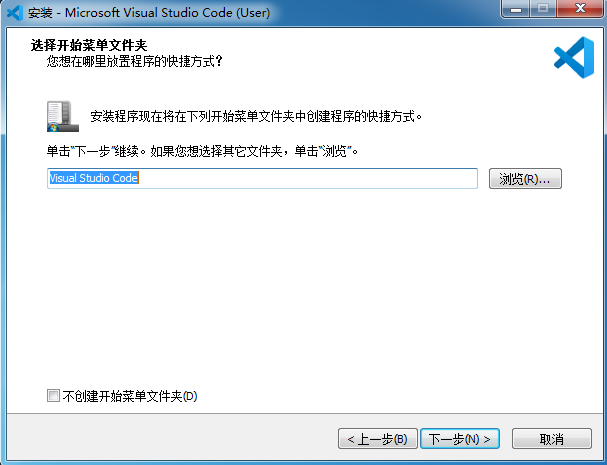 安装 - Microsoft Visual Studio Code (User)
选择开始菜单文件夹
您想在哪里放置程序的快捷方式?
安装程序现在将在下列开始菜单文件夹中创建程序的快捷方式。
单击“下一步”继续。如果您想选择其它文件夹，单击“浏览”。
Visual Studio Code
浏览(R)...
不创建开始菜单文件夹(D)
< 上一步(B)
下一步(N) >
取消